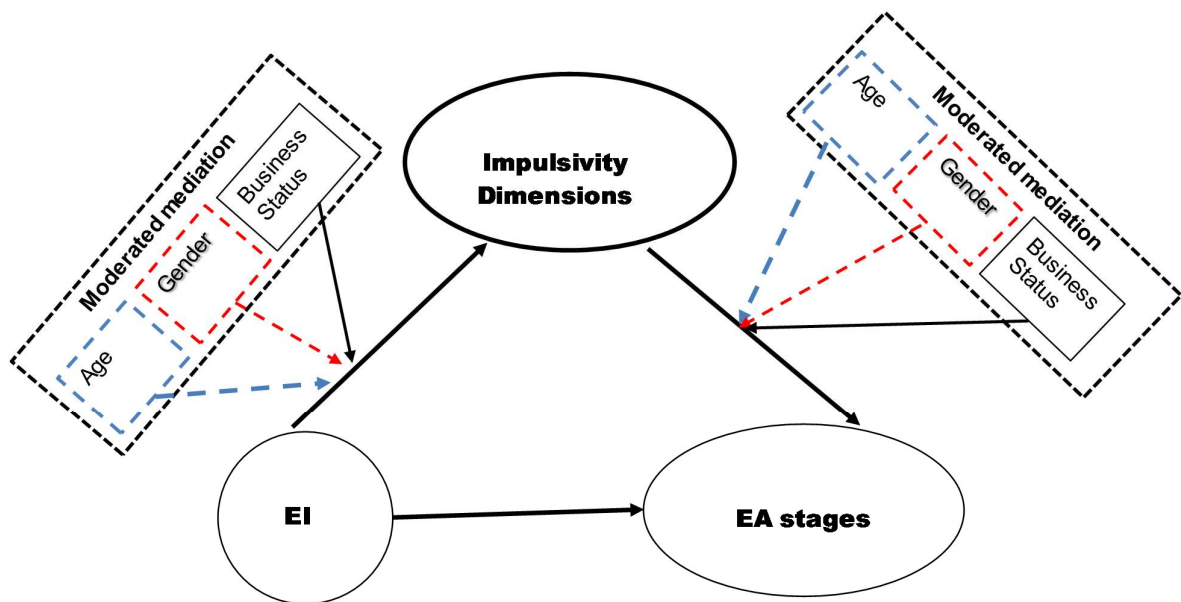 Moderated mediation
Business
Status
Gender
Age
Impulsivity
Dimensions
Moderated mediation
Age
Gender
Business
Status
EI
EA stages